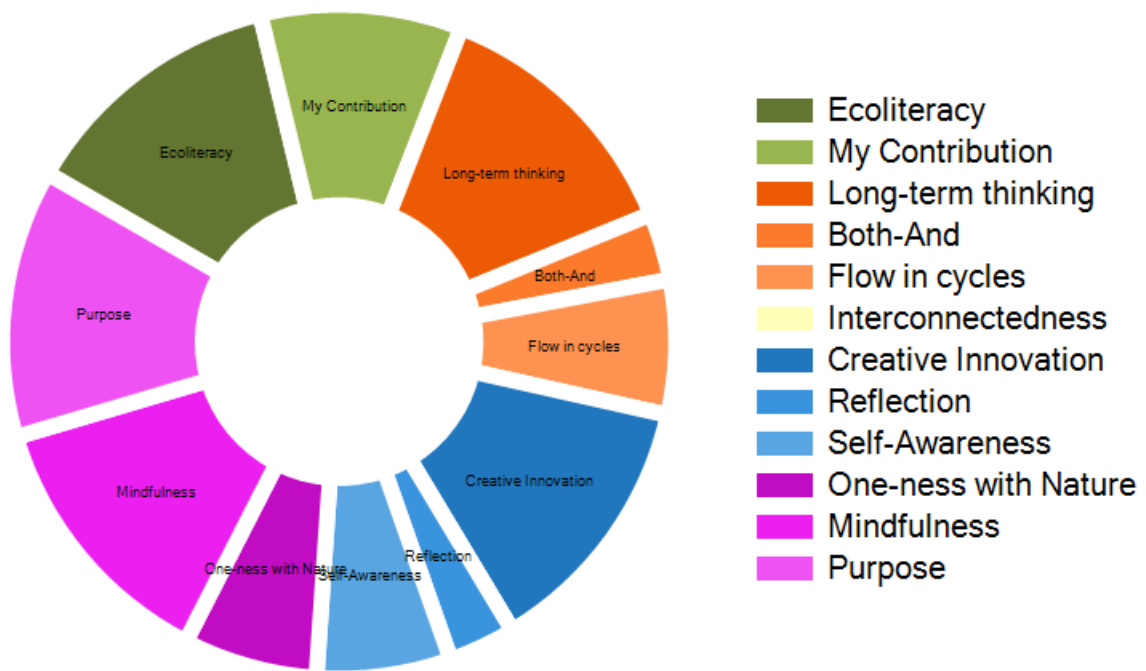 My Contribution
Ecoliteracy
Long-term thinking
Both-And
Purpose
Flow in cycles
Creative Innovation
Mindfulness
Reflection
One-ness with Nature
Self-Awareness
Ecoliteracy
My Contribution
Long-term thinking
Both-And
Flow in cycles
Interconnectedness
Creative Innovation
Reflection
Self-Awareness
One-ness with Nature
Mindfulness
Purpose